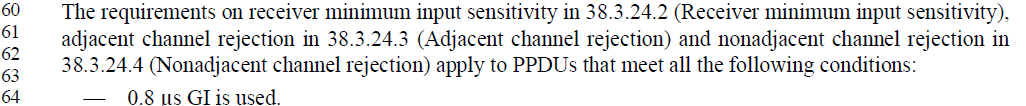 60 The requirements on receiver minimum input sensitivity in 38.3.24.2 (Receiver minimum input sensitivity),
61 adjacent channel rejection in 38.3.24.3 (Adjacent channel rejection) and nonadjacent channel rejection in
62 38.3.24.4 (Nonadjacent channel rejection) apply to PPDUs that meet all the following conditions:
63
64 — 0.8 µs GI is used.